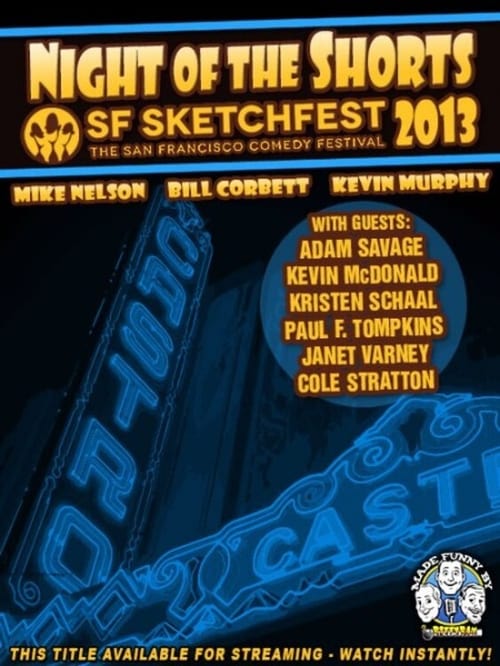 NIGHT OF THE SHORTS
SF SKETCHFEST 2013
THE SAN FRANCISCO COMEDY FESTIVAL
MIKE NELSON BILL CORBETT KEVIN MURPHY
WITH GUESTS:
ADAM SAVAGE
KEVIN McDONALD
KRISTEN SCHAAL
PAUL F. TOMPKINS
JANET VARNEY
COLE STRATTON
CASTRO
CAST
MADE FUNNY BY
RIFFTRAX
THIS TITLE AVAILABLE FOR STREAMING - WATCH INSTANTLY!